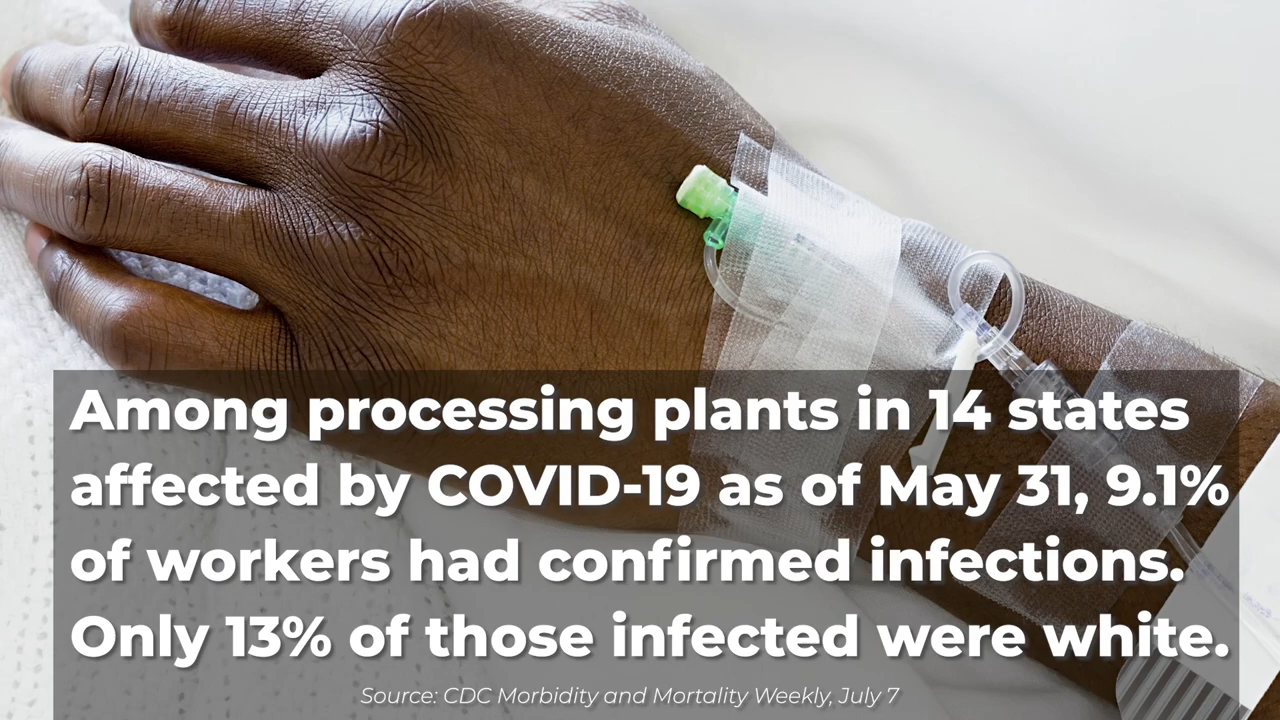 Among processing plants in 14 states
affected by COVID-19 as of May 31, 9.1%
of workers had confirmed infections.
Only 13% of those infected were white.
Source: CDC Morbidity and Mortality Weekly, July 7